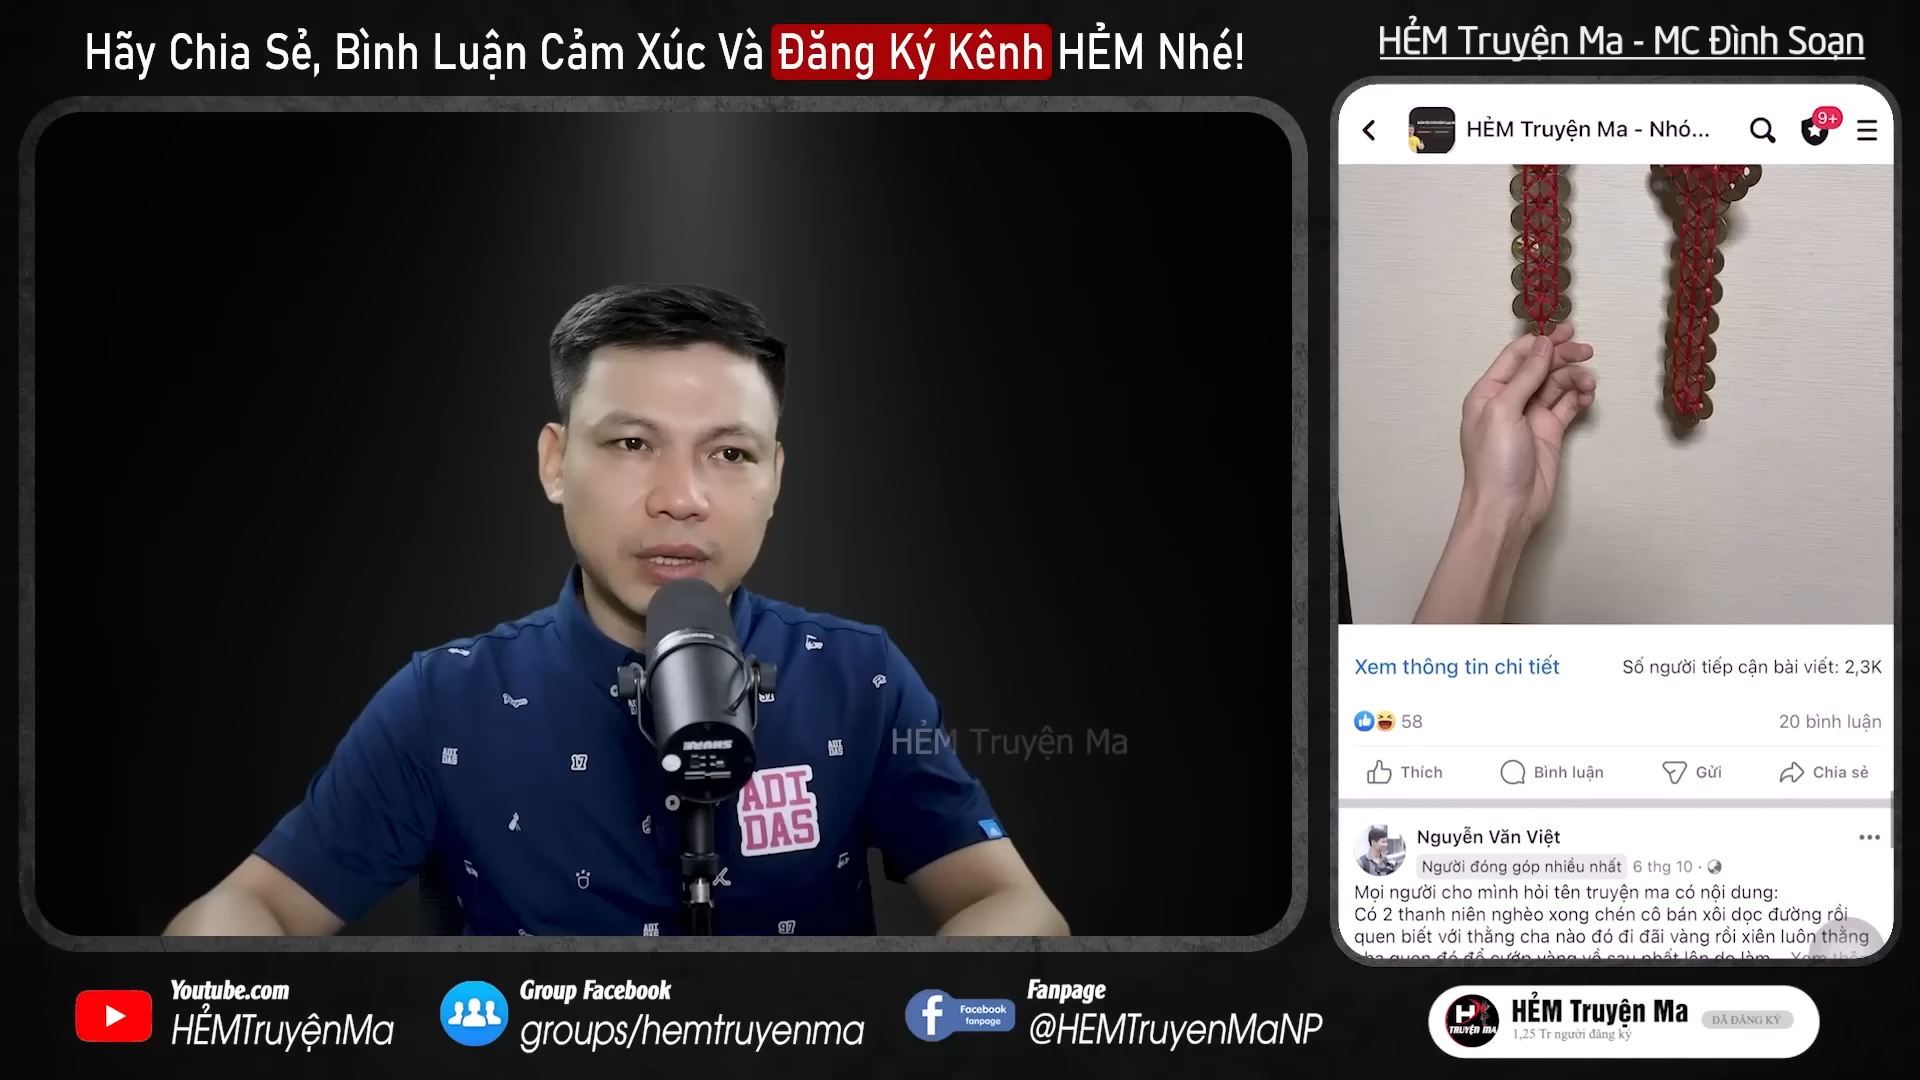 Hãy Chia Sẻ, Bình Luận Cảm Xúc Và Đăng Ký Kênh HẺM Nhé!
HẺM Truyện Ma - MC Đình Soạn
HẺM Truyện Ma - Nhó...
9+
Xem thông tin chi tiết
Số người tiếp cận bài viết: 2,3K
58
20 bình luận
Thích
Bình luận
Gửi
Chia sẻ
Nguyễn Văn Việt
Người đóng góp nhiều nhất 6 thg 10 ·
Mọi người cho mình hỏi tên truyện ma có nội dung:
Có 2 thanh niên nghèo xong chén cô bán xôi dọc đường rồi
quen biết với thằng cha nào đó đi đãi vàng rồi xiên luôn thằng
HẺM Truyện Ma
SHURE
ADI
DAS
17
97
Youtube.com
HẺMTruyệnMa
Group Facebook
groups/hemtruyenma
Facebook
fanpage
Fanpage
@HEMTruyenMaNP
H
TRUYỆN MA
HẺM Truyện Ma
1,25 Tr người đăng ký
ĐÃ ĐĂNG KÝ